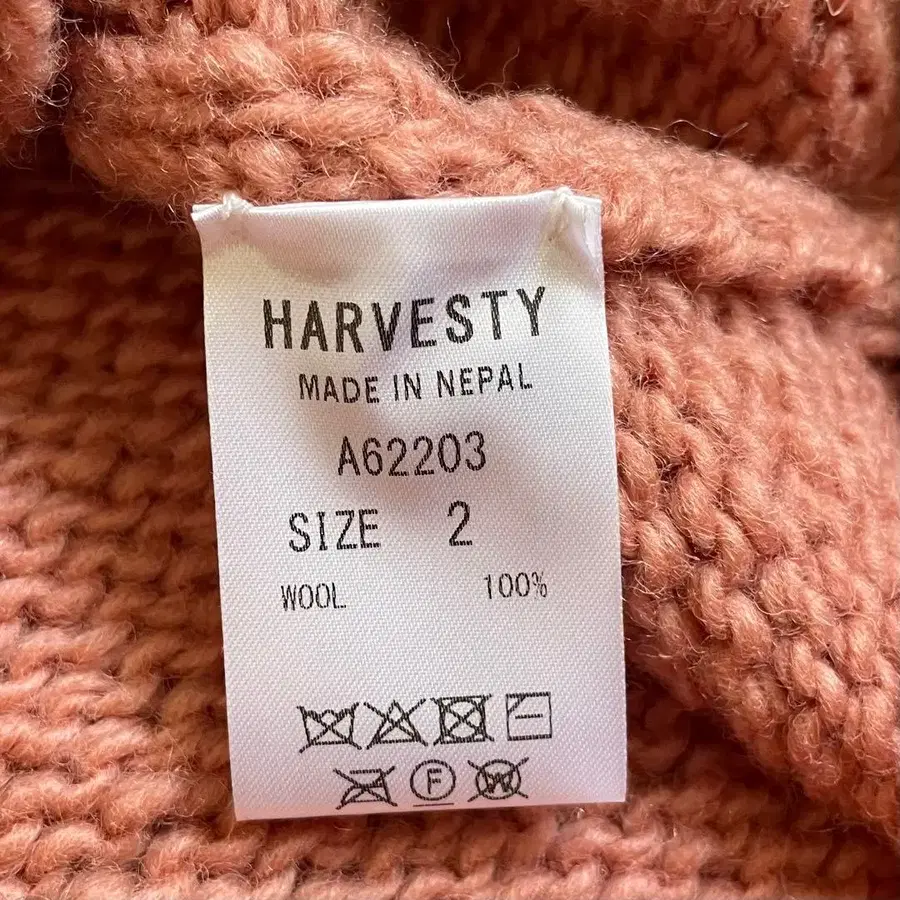 HARVESTY
MADE IN NEPAL
A62203
SIZE 2
WOOL 100%
F
W